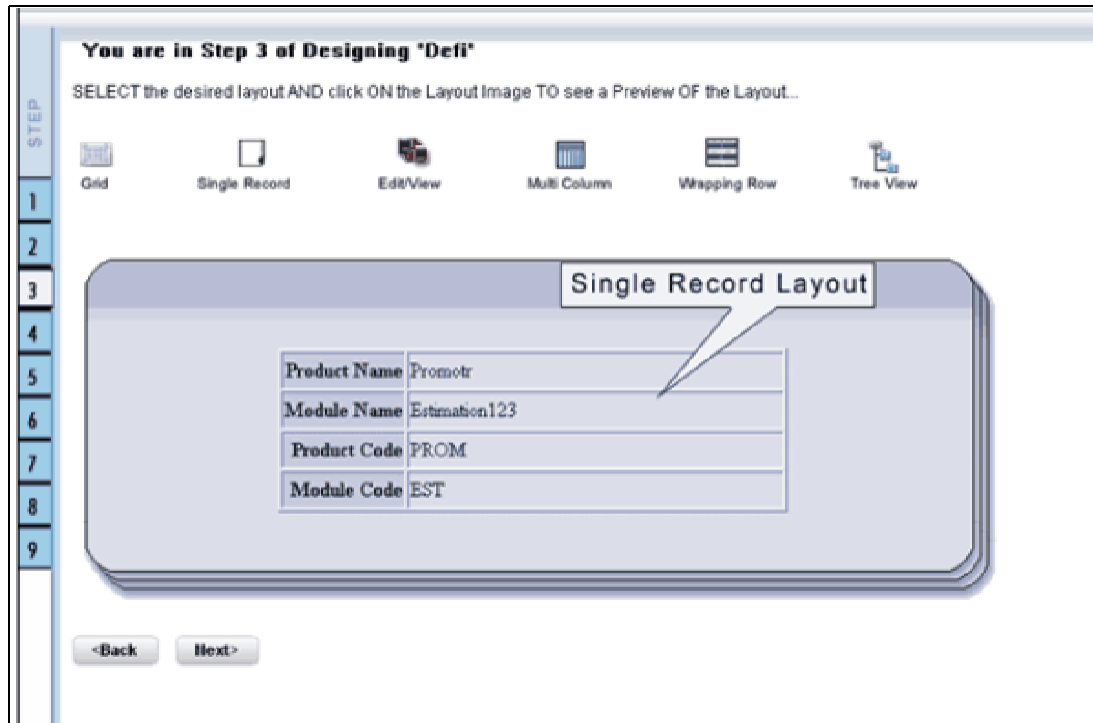 You are in Step 3 of Designing "Defi"
SELECT the desired layout AND click ON the Layout Image TO see a Preview OF the Layout...
STEP
Grid
Single Record
Edit/View
Multi Column
Wrapping Row
Tree View
1
2
3
4
5
6
7
8
9
Single Record Layout
Product Name Promotr
Module Name Estimation123
Product Code PROM
Module Code EST
<Back
Next>